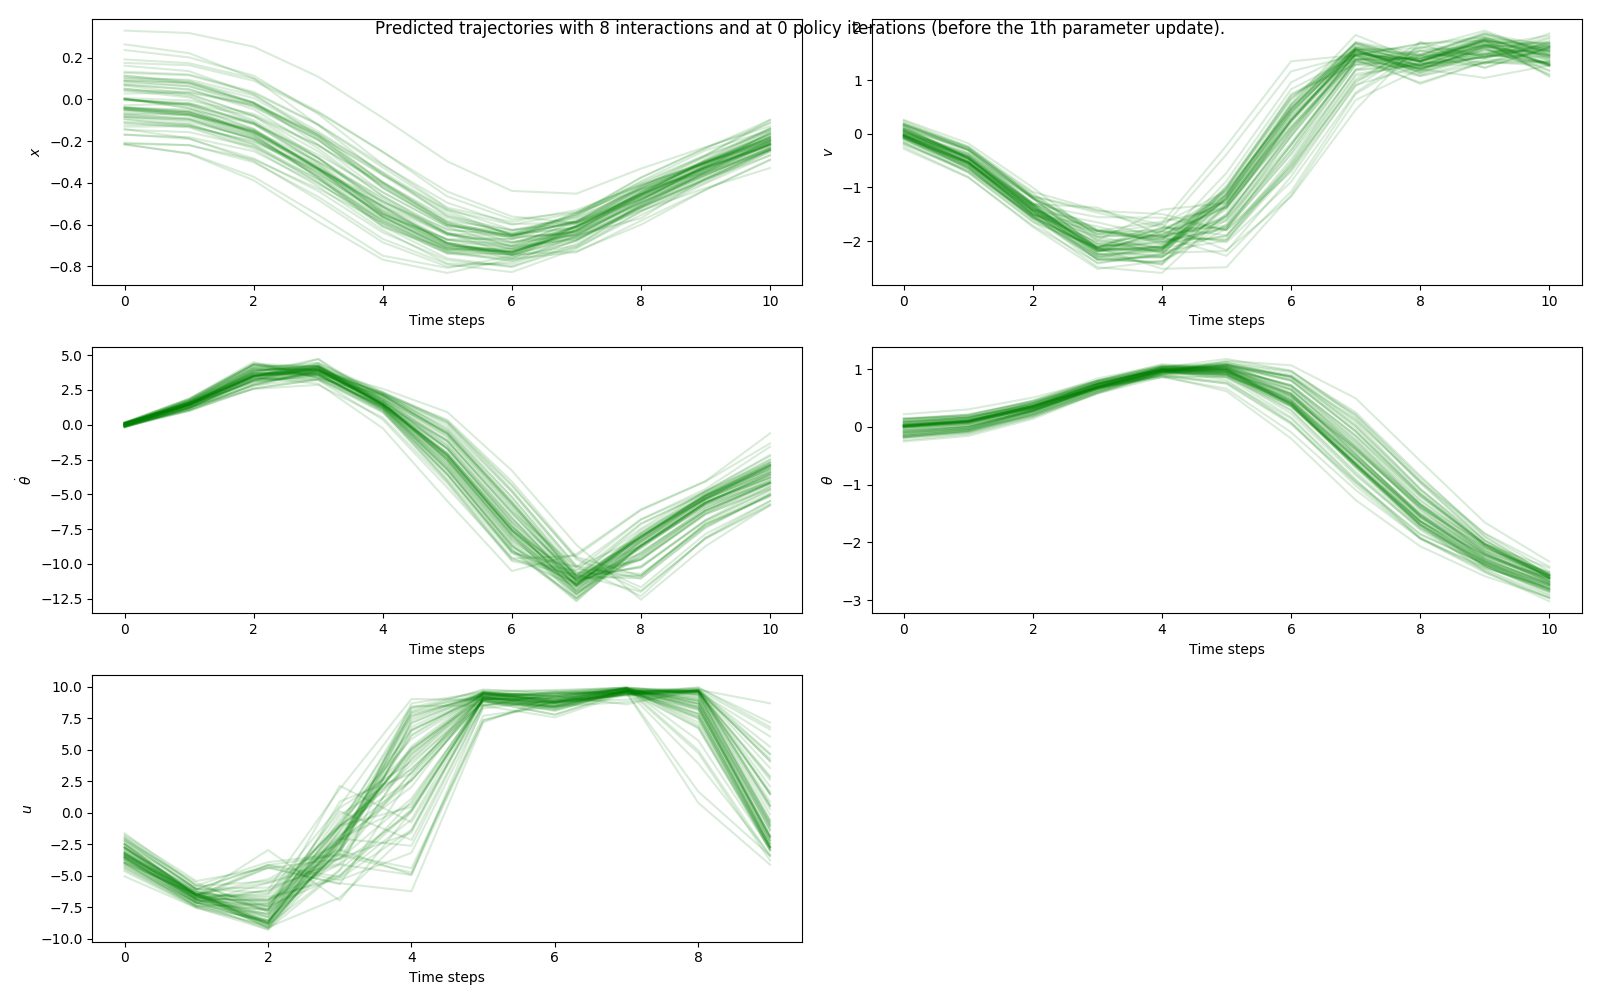 Predicted trajectories with 8 interactions and at 0 policy iterations (before the 1th parameter update).
0.2
0.0
−0.2
−0.4
−0.6
−0.8
x
0 2 4 6 8 10
Time steps
2
1
0
−1
−2
v
0 2 4 6 8 10
Time steps
5.0
2.5
0.0
−2.5
−5.0
−7.5
−10.0
−12.5
θ̇
0 2 4 6 8 10
Time steps
1
0
−1
−2
−3
θ
0 2 4 6 8 10
Time steps
10.0
7.5
5.0
2.5
0.0
−2.5
−5.0
−7.5
−10.0
u
0 2 4 6 8
Time steps